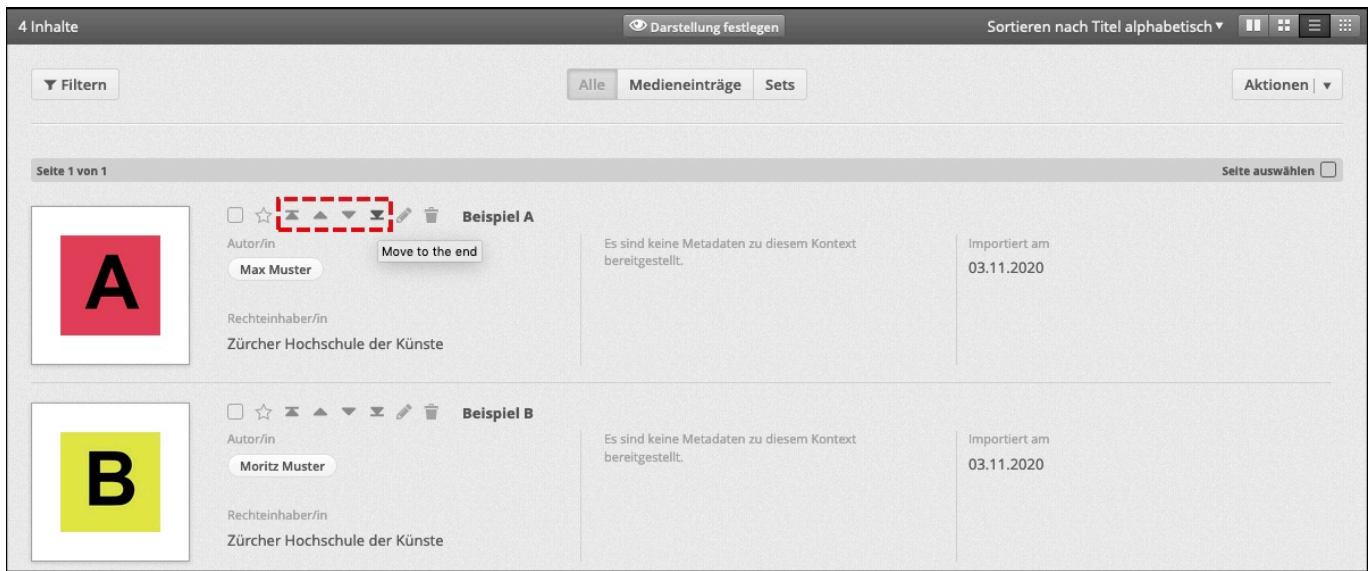 4 Inhalte
Darstellung festlegen
Sortieren nach Titel alphabetisch
Filtern
Alle Medieneinträge Sets
Aktionen
Seite 1 von 1
Seite auswählen
Beispiel A
Move to the end
A
Autor/in
Max Muster
Rechteinhaber/in
Zürcher Hochschule der Künste
Es sind keine Metadaten zu diesem Kontext
bereitgestellt.
Importiert am
03.11.2020
Beispiel B
B
Autor/in
Moritz Muster
Rechteinhaber/in
Zürcher Hochschule der Künste
Es sind keine Metadaten zu diesem Kontext
bereitgestellt.
Importiert am
03.11.2020